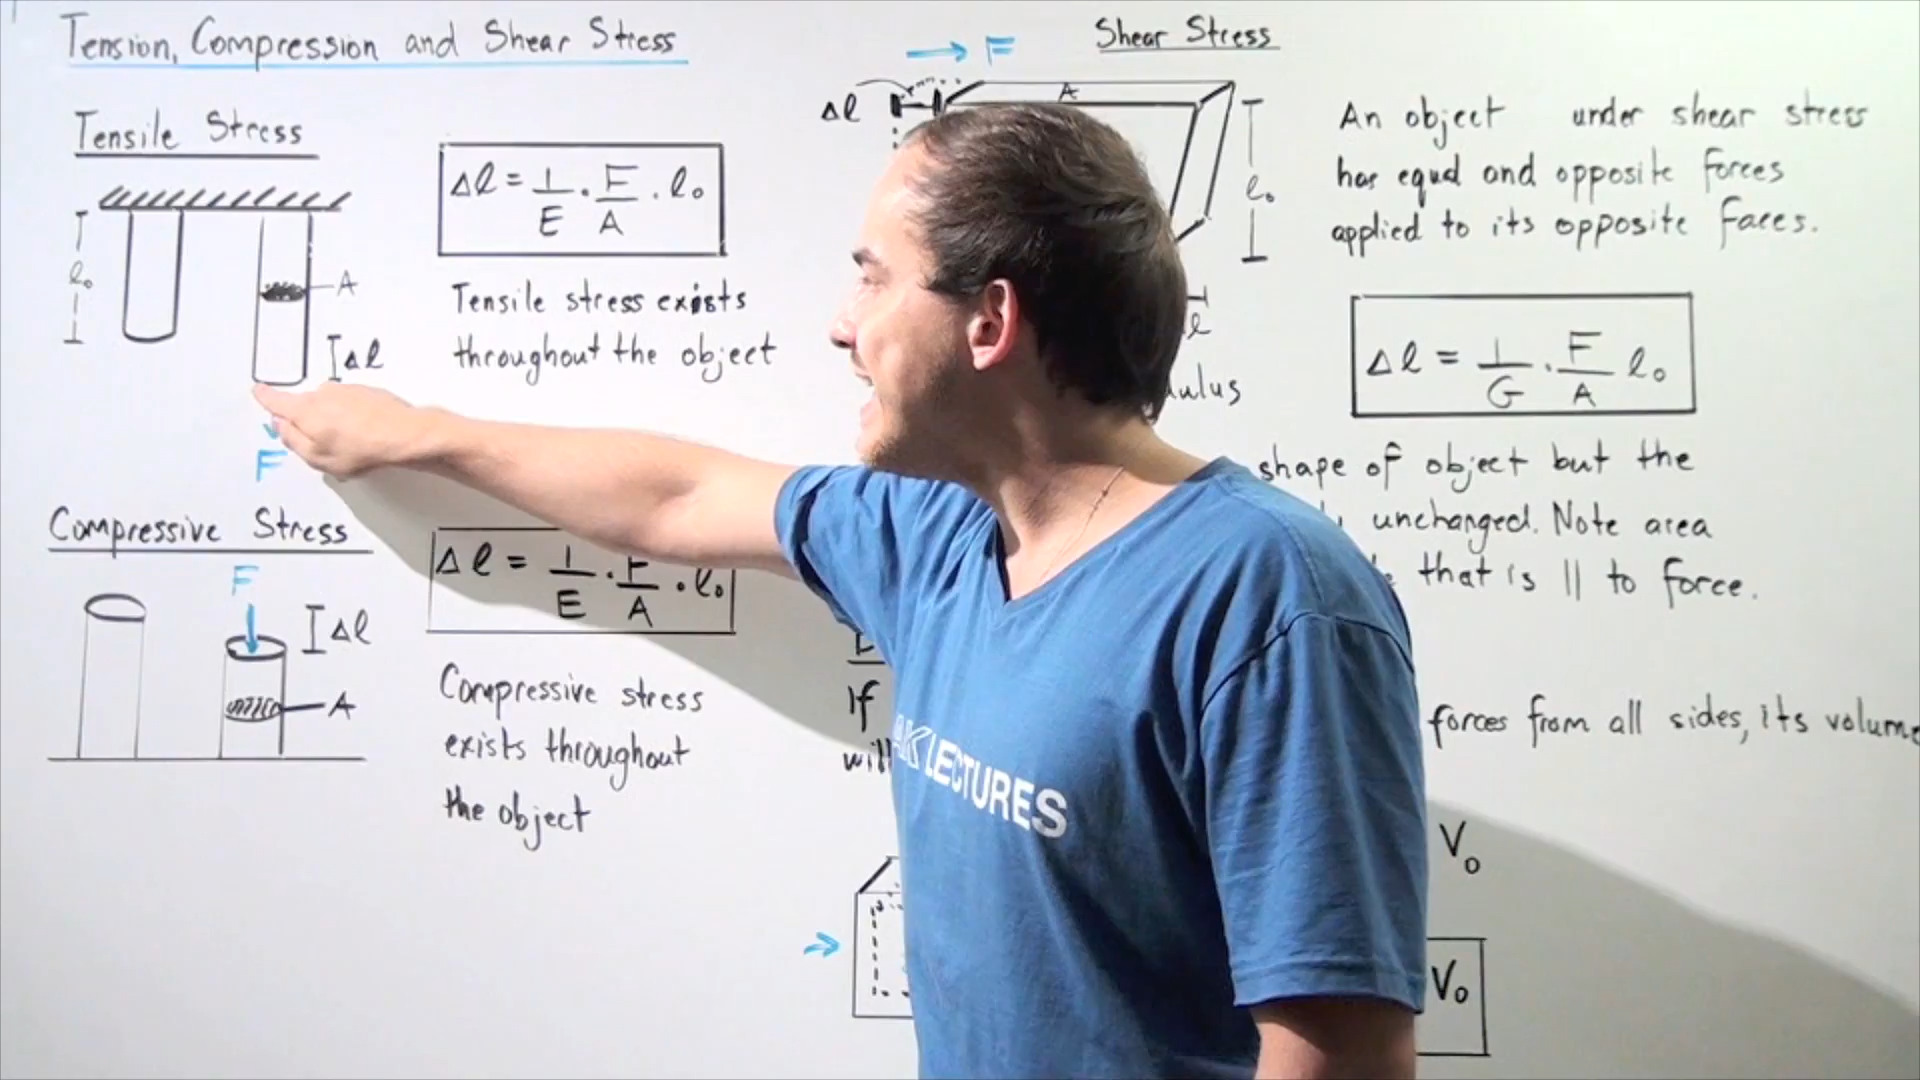 Tension, Compression and Shear Stress
Tensile Stress
l₀
A
Δl
F
Δl = 1/E · F/A · l₀
Tensile stress exists
throughout the object
Compressive Stress
F
Δl
A
Δl = 1/E · F/A · l₀
Compressive stress
exists throughout
the object
Shear Stress
F
Δl
A
l₀
An object under shear stress
has equal and opposite forces
applied to its opposite faces.
Δl = 1/G · F/A l₀
shape of object but the
unchanged. Note area
that is || to force.
If
will
forces from all sides, its volume
V₀
V₀
AK LECTURES